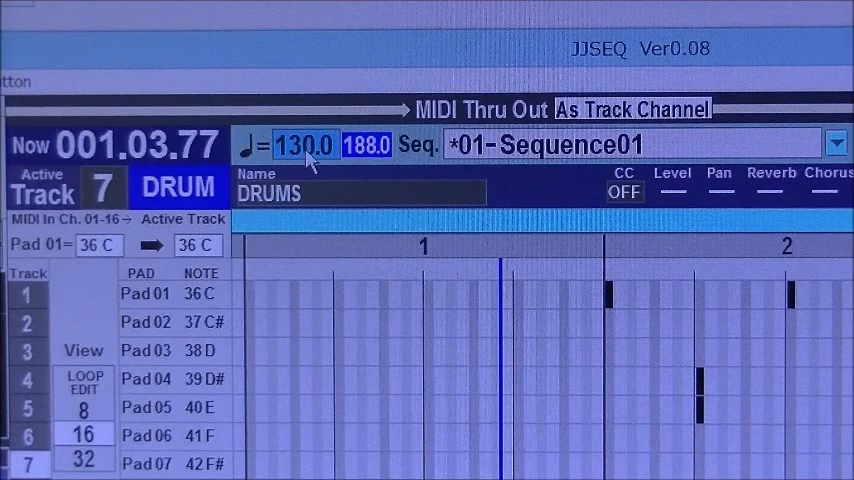 JJSEQ Ver0.08
tton
MIDI Thru Out As Track Channel
Now 001.03.77 ♩= 130.0 188.0 Seq. *01-Sequence01
Active Track 7 DRUM Name DRUMS CC OFF Level Pan Reverb Chorus
MIDI In Ch. 01-16→ Active Track
Pad 01= 36 C 36 C 1 2
Track PAD NOTE
1 Pad 01 36 C
2 Pad 02 37 C#
3 View Pad 03 38 D
4 LOOP EDIT Pad 04 39 D#
5 8 Pad 05 40 E
6 16 Pad 06 41 F
7 32 Pad 07 42 F#